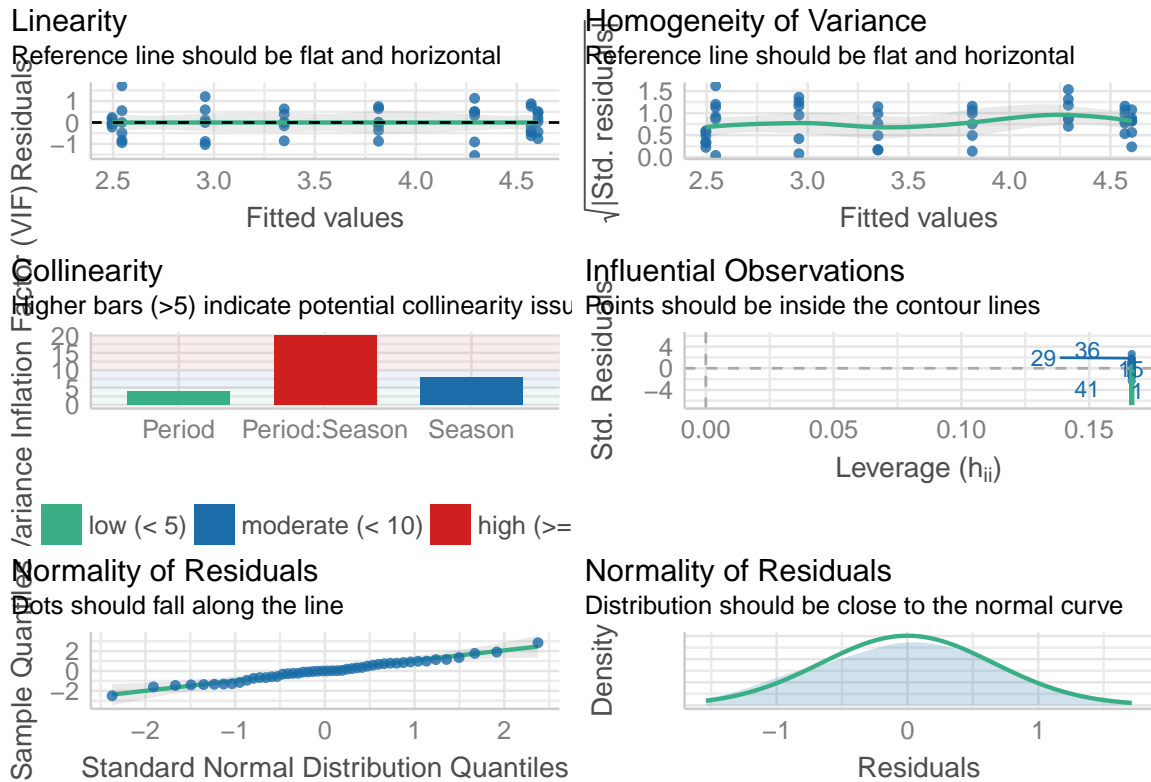 Linearity
Reference line should be flat and horizontal
Residuals
1
0
−1
2.5 3.0 3.5 4.0 4.5
Fitted values
Homogeneity of Variance
Reference line should be flat and horizontal
√|Std. residuals|
1.5
1.0
0.5
0.0
2.5 3.0 3.5 4.0 4.5
Fitted values
Collinearity
Higher bars (>5) indicate potential collinearity issu
Variance Inflation Factor (VIF)
20
15
10
5
0
Period Period:Season Season
low (< 5) moderate (< 10) high (>=
Influential Observations
Points should be inside the contour lines
Std. Residuals
4
0
−4
29 36
15
41 1
0.00 0.05 0.10 0.15
Leverage (hii)
Normality of Residuals
Dots should fall along the line
Sample Quantiles
2
0
−2
−2 −1 0 1 2
Standard Normal Distribution Quantiles
Normality of Residuals
Distribution should be close to the normal curve
Density
−1 0 1
Residuals